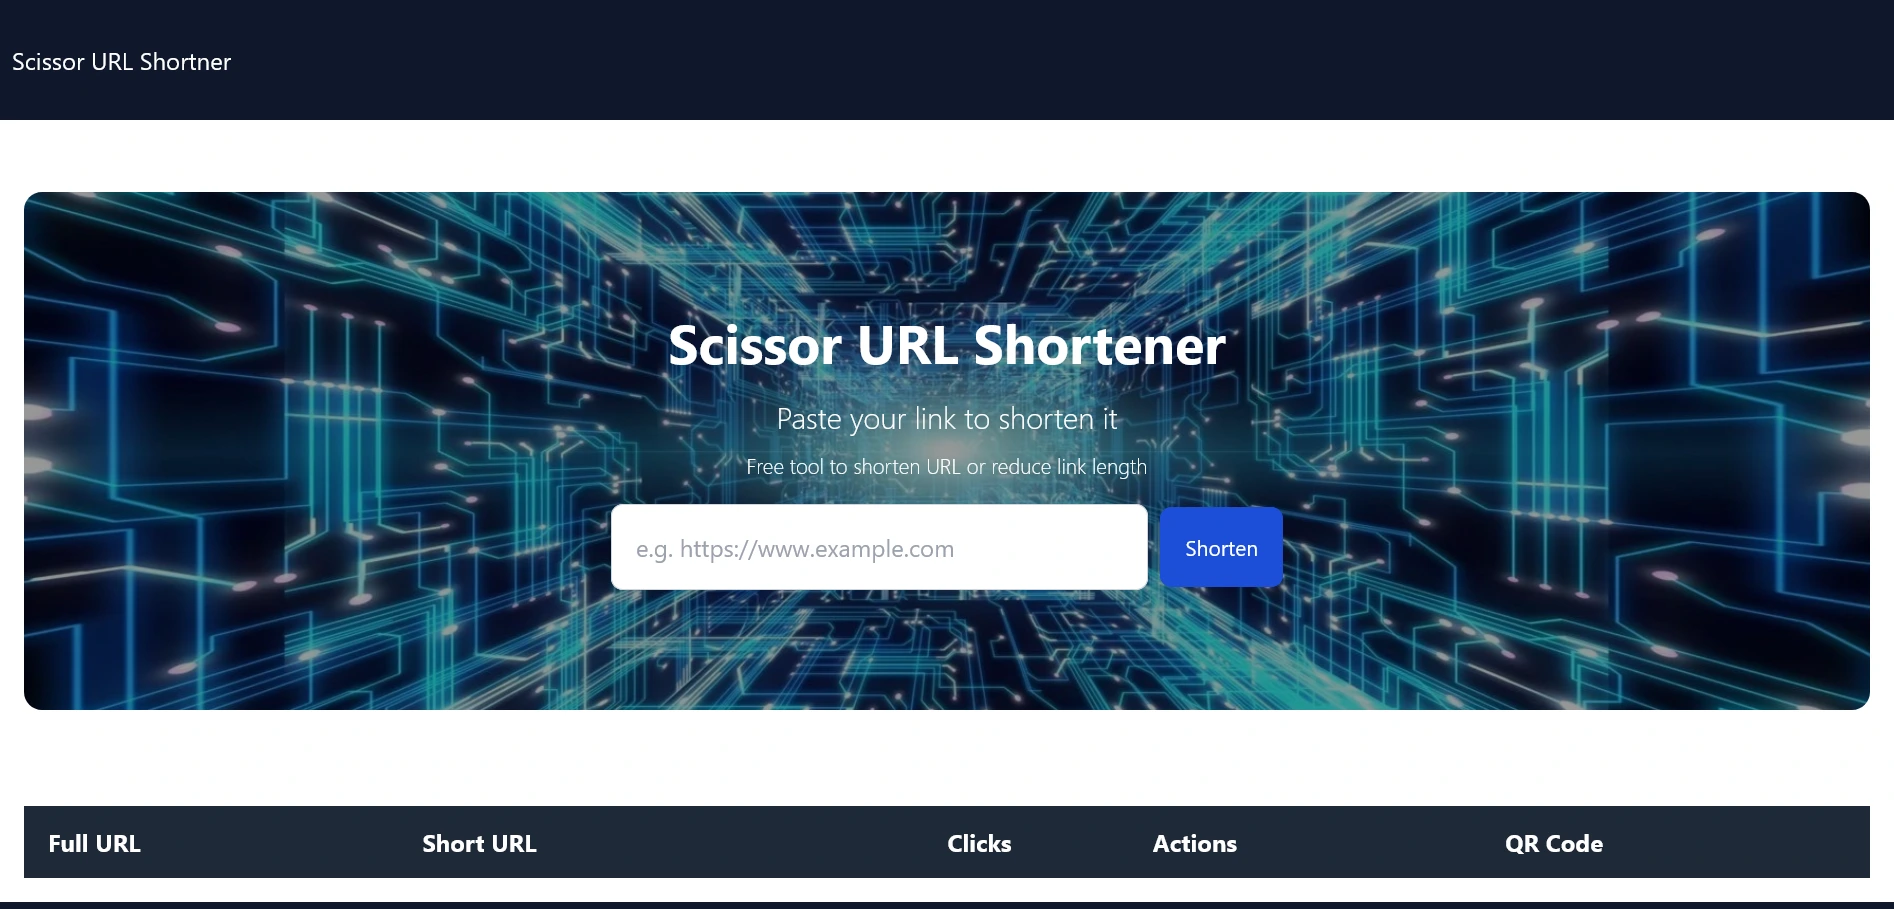 Scissor URL Shortner
Scissor URL Shortener
Paste your link to shorten it
Free tool to shorten URL or reduce link length
e.g. https://www.example.com
Shorten
Full URL Short URL Clicks Actions QR Code